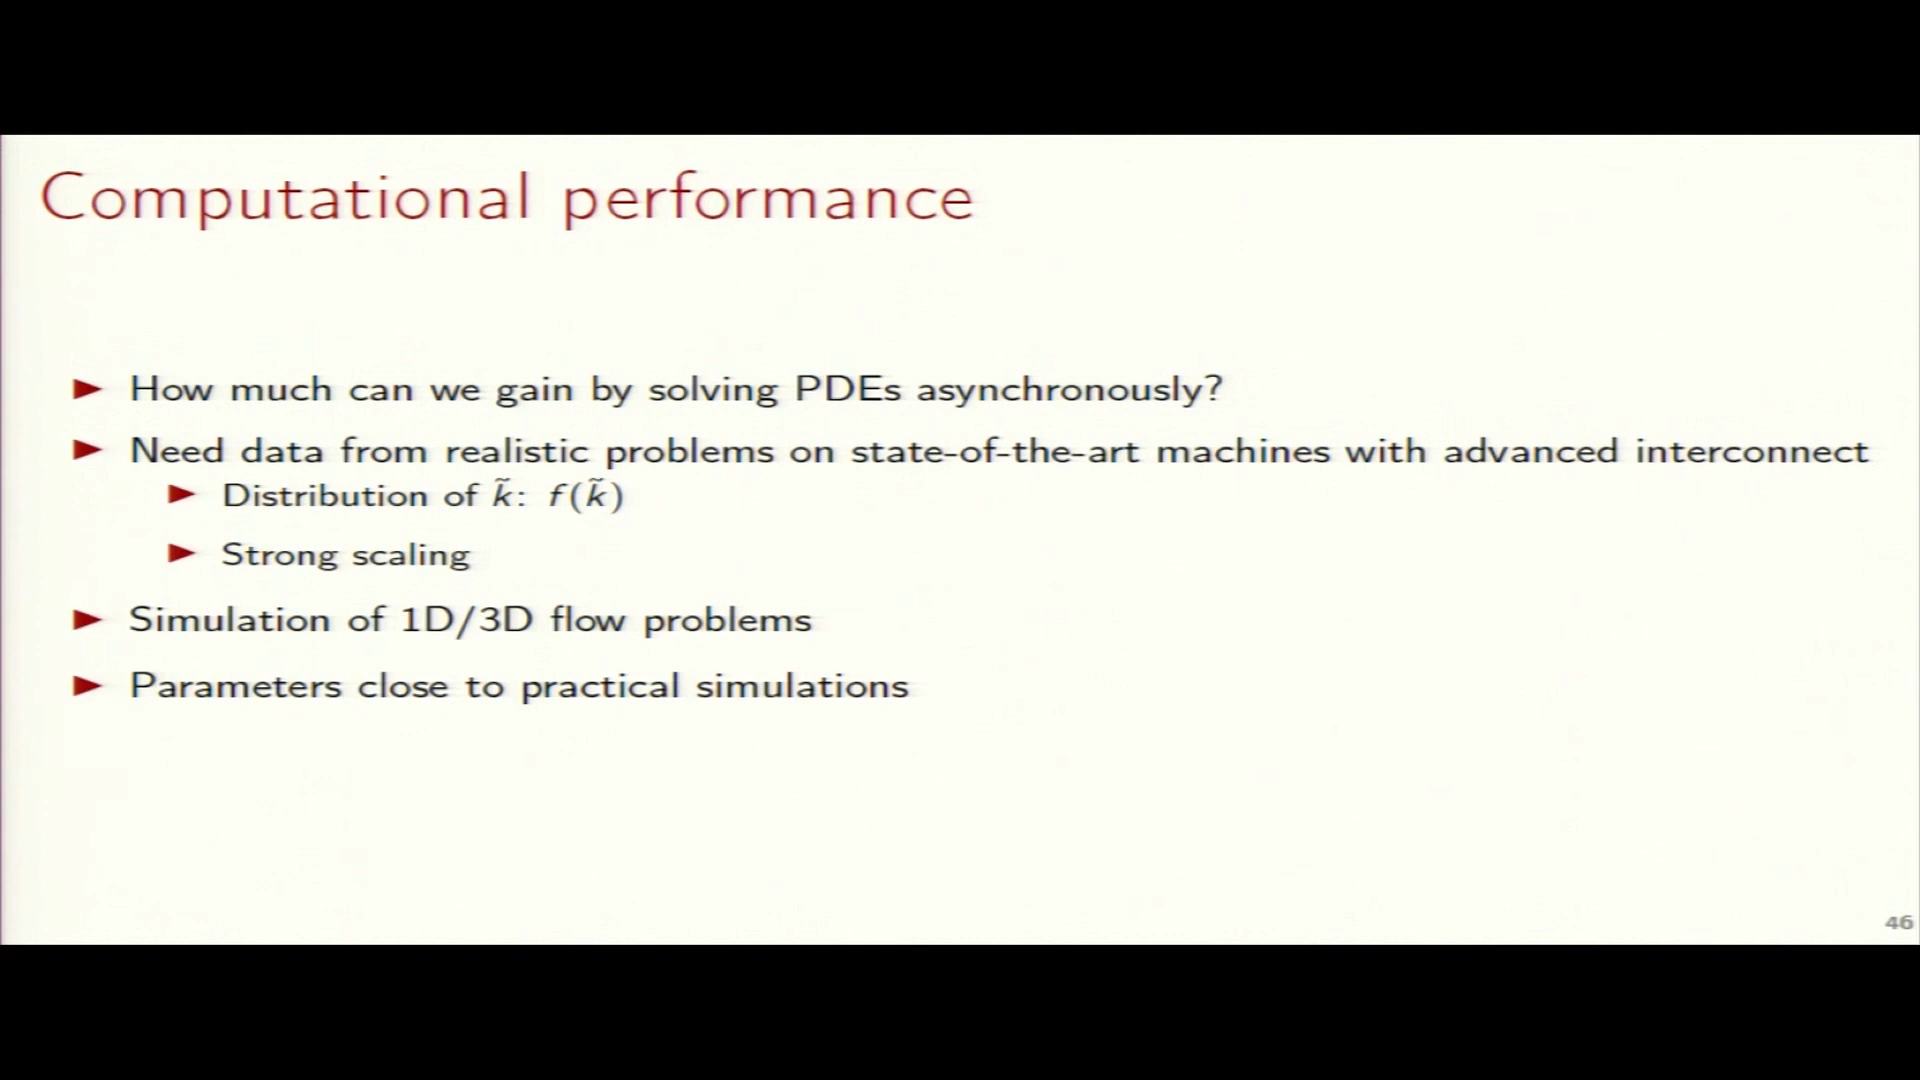 Computational performance
► How much can we gain by solving PDEs asynchronously?
► Need data from realistic problems on state-of-the-art machines with advanced interconnect
► Distribution of k̃: f(k̃)
► Strong scaling
► Simulation of 1D/3D flow problems
► Parameters close to practical simulations
46